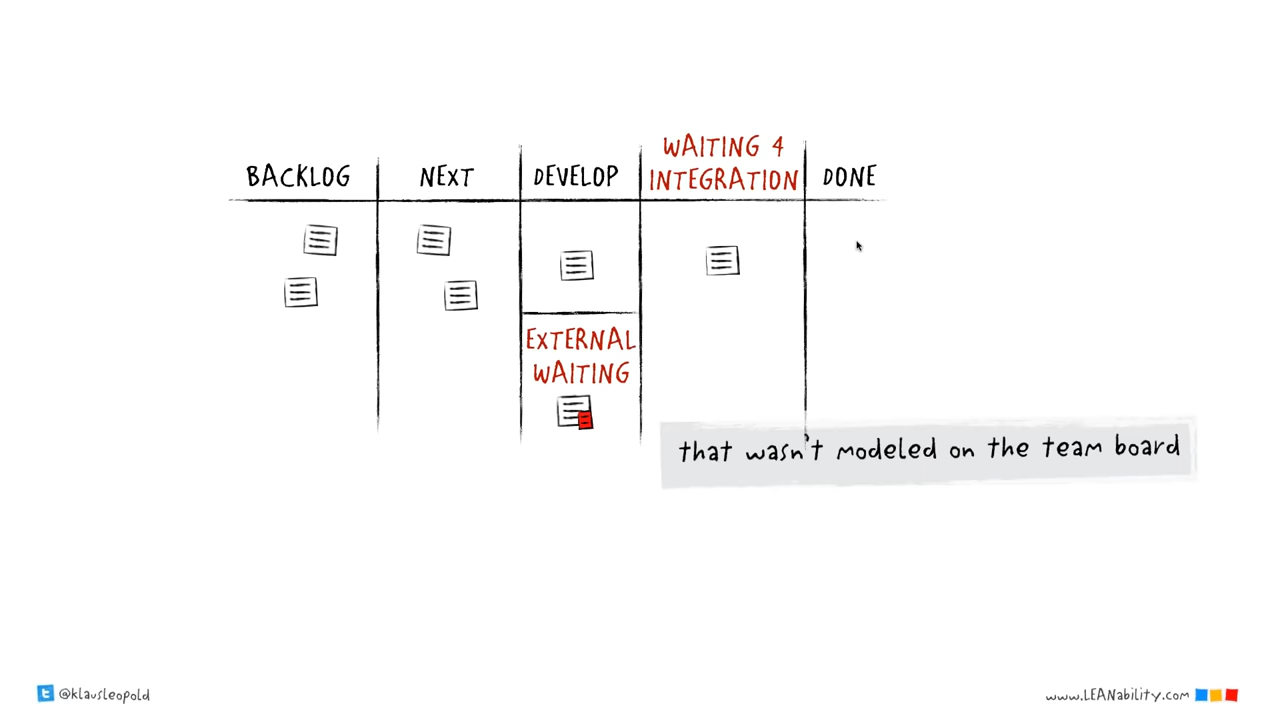 WAITING 4
BACKLOG NEXT DEVELOP INTEGRATION DONE
EXTERNAL
WAITING
that wasn't modeled on the team board
@klausleopold
www.LEANability.com